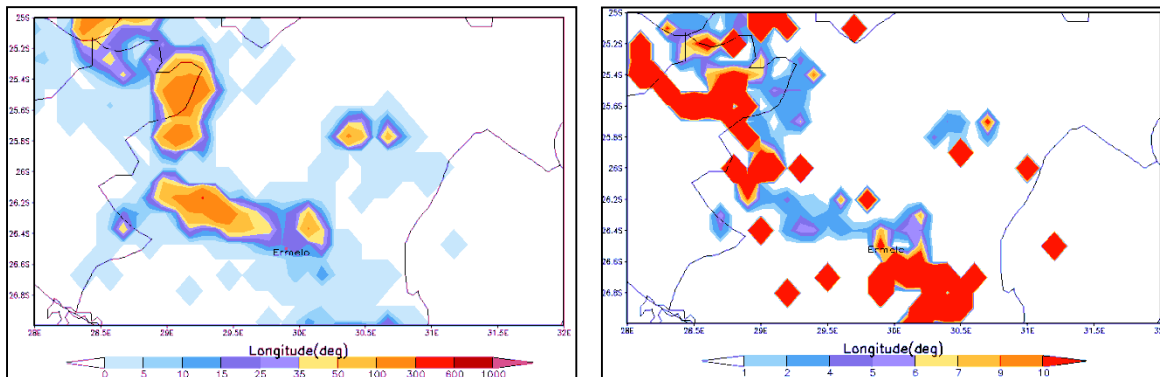 25S
25.2S
25.4S
25.6S
25.8S
26S
26.2S
26.4S
26.6S
26.8S
Ermelo
28E 28.5E 29E 29.5E 30E 30.5E 31E 31.5E 32E
Longitude(deg)
0 5 10 15 25 35 50 100 300 600 1000
25S
25.2S
25.4S
25.6S
25.8S
26S
26.2S
26.4S
26.6S
26.8S
Ermelo
28E 28.5E 29E 29.5E 30E 30.5E 31E 31.5E
Longitude(deg)
1 2 4 5 6 7 9 10